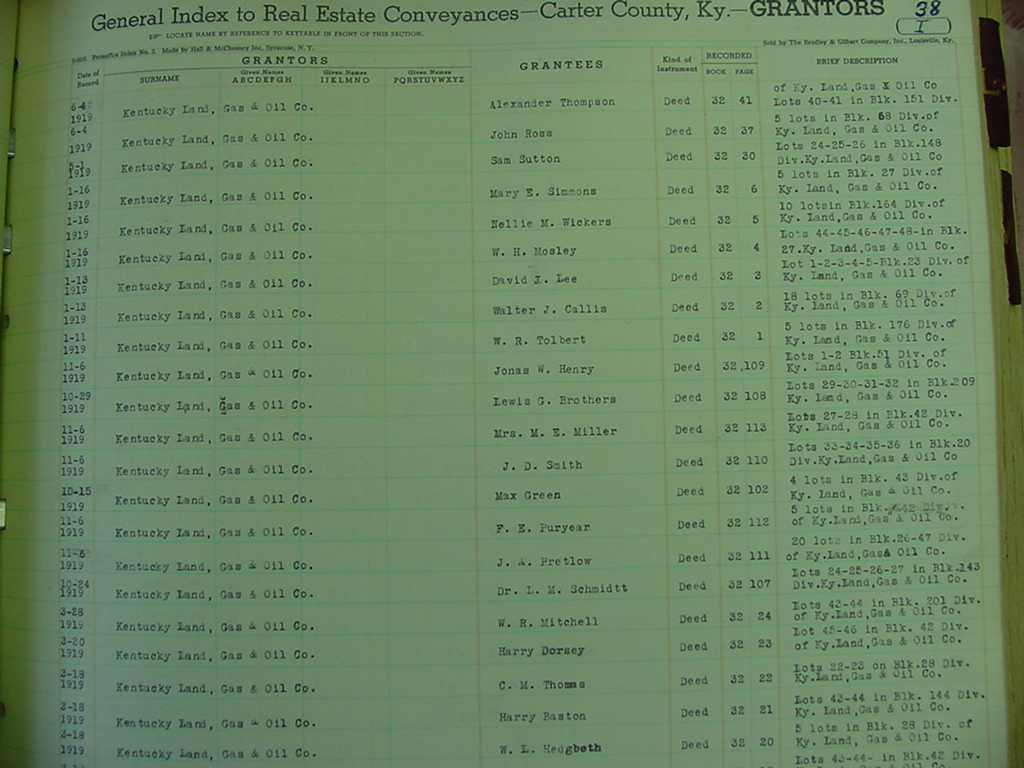 General Index to Real Estate Conveyances—Carter County, Ky.—GRANTORS 38
I
LOCATE NAME BY REFERENCE TO KEYTABLE IN FRONT OF THIS SECTION.
Index No. 3. Made by Hall & McChesney Inc, Syracuse, N. Y. Sold by The Bradley & Gilbert Company, Inc., Louisville, Ky.
Date of Record GRANTORS GRANTEES Kind of Instrument RECORDED BRIEF DESCRIPTION
SURNAME Given Names ABCDEFGH Given Names IJKLMNO Given Names PQRSTUVWXYZ BOOK PAGE
of Ky. Land,Gas & Oil Co
6-4 1919 Kentucky Land, Gas & Oil Co. Alexander Thompson Deed 32 41 Lots 40-41 in Blk. 151 Div.
5 lots in Blk. 68 Div.of
6-4 1919 Kentucky Land, Gas & Oil Co. John Ross Deed 32 37 Ky. Land, Gas & Oil Co.
Lots 24-25-26 in Blk.148
5-1 1919 Kentucky Land, Gas & Oil Co. Sam Sutton Deed 32 30 Div.Ky.Land,Gas & Oil Co
5 lots in Blk. 27 Div.of
1-16 1919 Kentucky Land, Gas & Oil Co. Mary E. Simmons Deed 32 6 Ky. Land, Gas & Oil Co.
10 lotsin Blk.164 Div.of
1-16 1919 Kentucky Land, Gas & Oil Co. Nellie M. Wickers Deed 32 5 Ky. Land,Gas & Oil Co.
Lots 44-45-46-47-48-in Blk.
1-16 1919 Kentucky Land, Gas & Oil Co. W. H. Mosley Deed 32 4 27.Ky. Land,Gas & Oil Co.
Lot 1-2-3-4-5-Blk.23 Div.of
1-13 1919 Kentucky Land, Gas & Oil Co. David J. Lee Deed 32 3 Ky. Land, Gas & Oil Co.
18 lots in Blk. 69 Div.of
1-13 1919 Kentucky Land, Gas & Oil Co. Walter J. Callis Deed 32 2 Ky. Land, Gas & Oil Co.
5 lots in Blk. 176 Div.of
1-11 1919 Kentucky Land, Gas & Oil Co. W. R. Tolbert Deed 32 1 Ky. Land, Gas & Oil Co.
Lots 1-2 Blk.51 Div. of
11-6 1919 Kentucky Land, Gas & Oil Co. Jonas W. Henry Deed 32 109 Ky. Land, Gas & Oil Co.
Lots 29-30-31-32 in Blk.209
10-29 1919 Kentucky Land, Gas & Oil Co. Lewis G. Brothers Deed 32 108 Ky. Land, Gas & Oil Co.
Lots 27-28 in Blk.42 Div.
11-6 1919 Kentucky Land, Gas & Oil Co. Mrs. M. E. Miller Deed 32 113 Ky. Land, Gas & Oil Co.
Lots 33-34-35-36 in Blk.20
11-6 1919 Kentucky Land, Gas & Oil Co. J. D. Smith Deed 32 110 Div.Ky.Land,Gas & Oil Co
4 lots in Blk. 43 Div.of
10-15 1919 Kentucky Land, Gas & Oil Co. Max Green Deed 32 102 Ky. Land, Gas & Oil Co.
5 lots in Blk. 42 Div.
11-6 1919 Kentucky Land, Gas & Oil Co. F. E. Puryear Deed 32 112 of Ky.Land,Gas & Oil Co.
20 lots in Blk.26-47 Div.
11-6 1919 Kentucky Land, Gas & Oil Co. J. A. Pretlow Deed 32 111 of Ky.Land,Gas& Oil Co.
Lots 24-25-26-27 in Blk.143
10-24 1919 Kentucky Land, Gas & Oil Co. Dr. L. M. Schmidtt Deed 32 107 Div.Ky.Land,Gas & Oil Co.
Lots 43-44 in Blk. 201 Div.
3-28 1919 Kentucky Land, Gas & Oil Co. W. R. Mitchell Deed 32 24 of Ky.Land,Gas & Oil Co.
Lot 45-46 in Blk. 42 Div.
3-20 1919 Kentucky Land, Gas & Oil Co. Harry Dorsey Deed 32 23 of Ky.Land,Gas & Oil Co.
Lots 22-23 on Blk.28 Div.
3-18 1919 Kentucky Land, Gas & Oil Co. C. M. Thomas Deed 32 22 Ky.Land,Gas & Oil Co.
Lots 43-44 in Blk. 144 Div.
3-18 1919 Kentucky Land, Gas & Oil Co. Harry Baston Deed 32 21 Ky. Land,Gas & Oil Co.
5 lots in Blk. 28 Div. of
3-18 1919 Kentucky Land, Gas & Oil Co. W. L. Hedgbeth Deed 32 20 Ky. Land, Gas & Oil Co.
Lots 43-44- in Blk.42 Div.